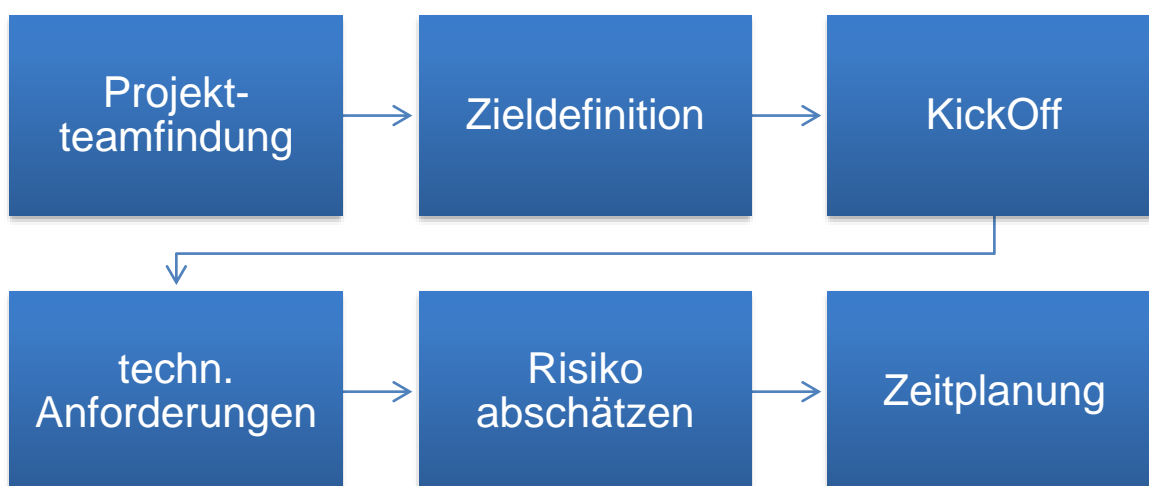 Projekt-
teamfindung
Zieldefinition
KickOff
techn.
Anforderungen
Risiko
abschätzen
Zeitplanung